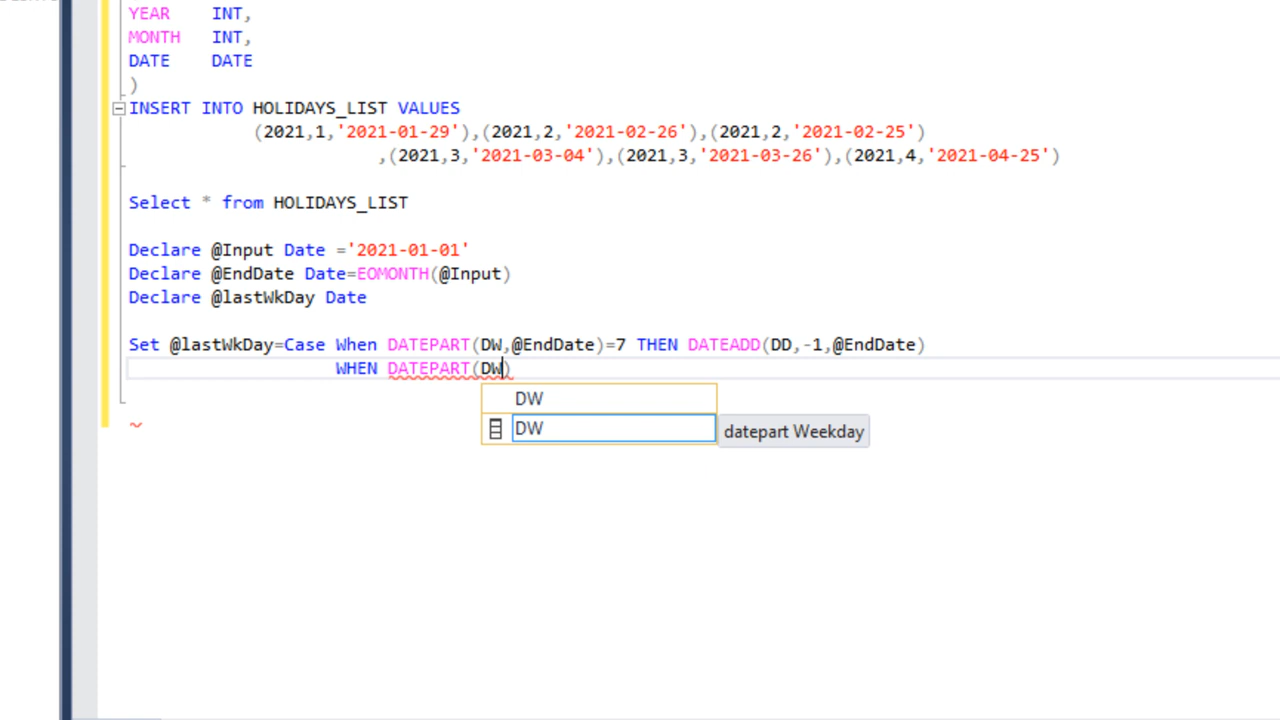 YEAR    INT,
MONTH   INT,
DATE    DATE
)
INSERT INTO HOLIDAYS_LIST VALUES
(2021,1,'2021-01-29'),(2021,2,'2021-02-26'),(2021,2,'2021-02-25')
,(2021,3,'2021-03-04'),(2021,3,'2021-03-26'),(2021,4,'2021-04-25')
Select * from HOLIDAYS_LIST
Declare @Input Date ='2021-01-01'
Declare @EndDate Date=EOMONTH(@Input)
Declare @lastWkDay Date
Set @lastWkDay=Case When DATEPART(DW,@EndDate)=7 THEN DATEADD(DD,-1,@EndDate)
WHEN DATEPART(DW)
DW
DW
datepart Weekday